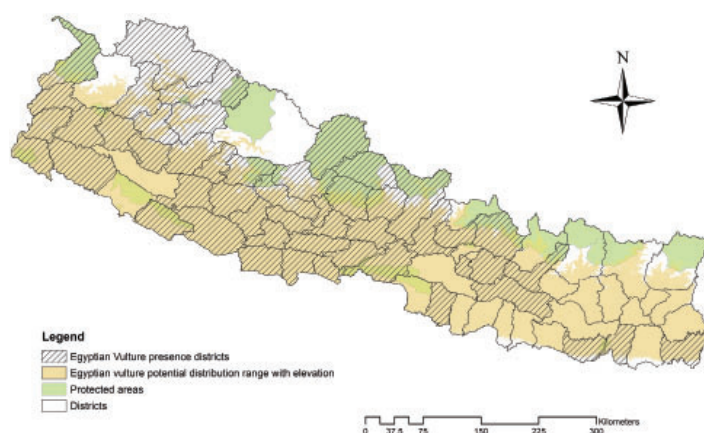 N
Legend
Egyptian Vulture presence districts
Egyptian vulture potential distribution range with elevation
Protected areas
Districts
Kilometers
0 37.5 75 150 225 300